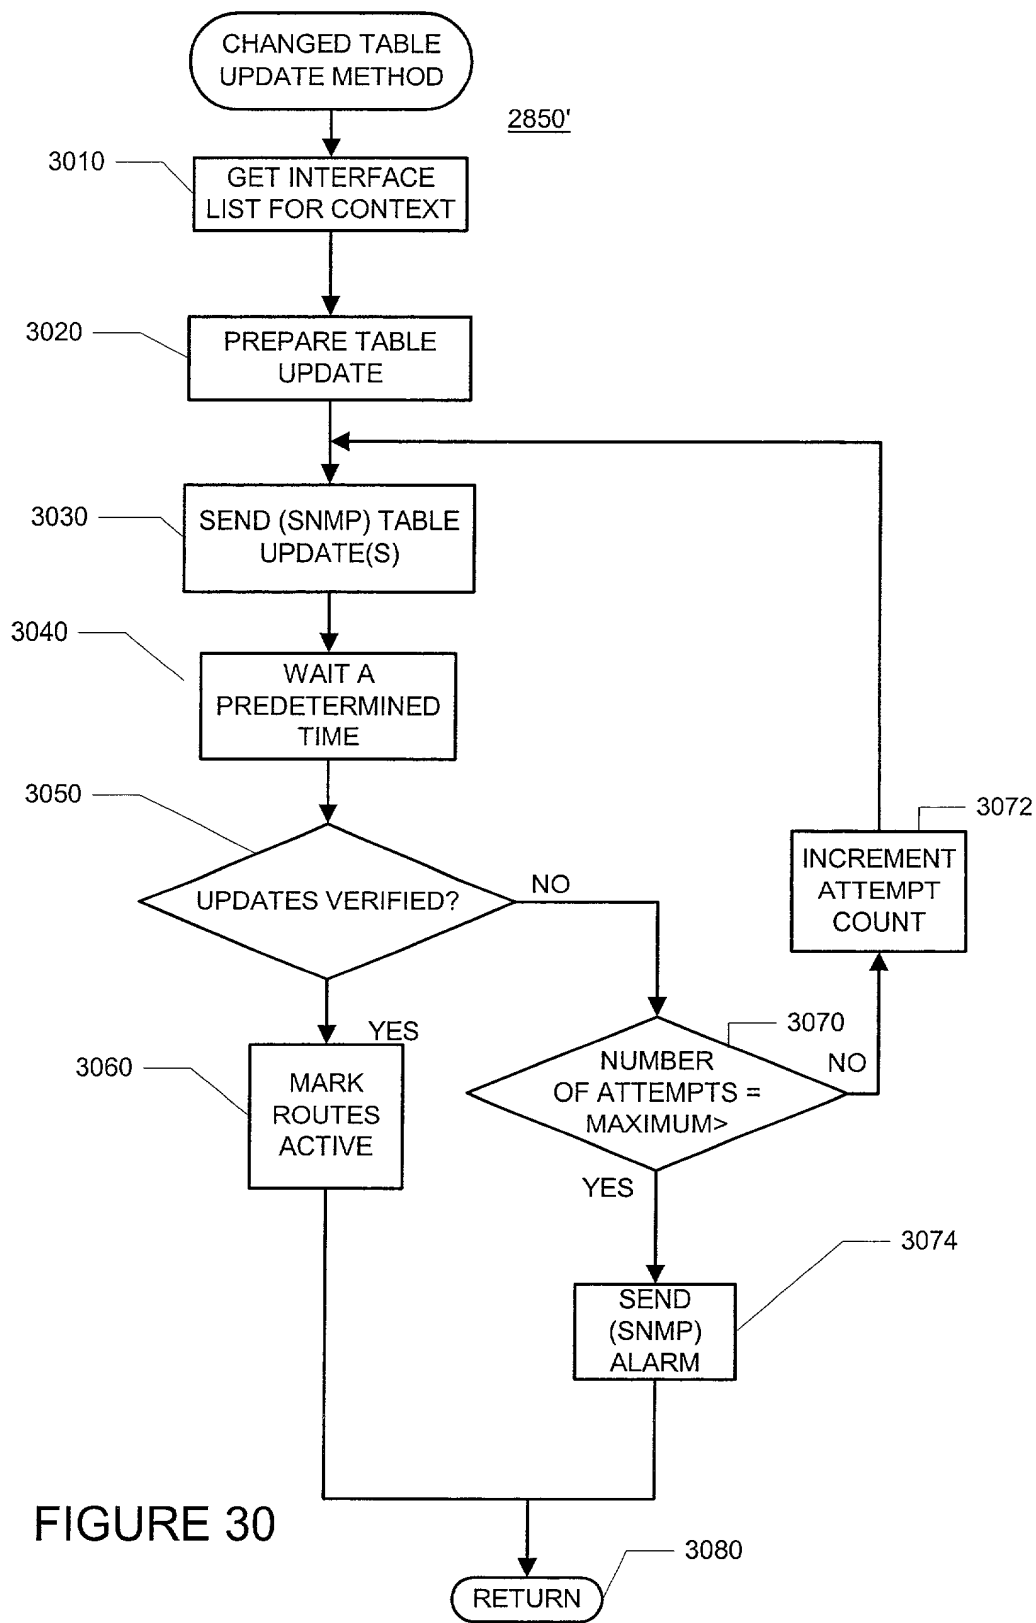 CHANGED TABLE
UPDATE METHOD
2850'
3010
GET INTERFACE
LIST FOR CONTEXT
3020
PREPARE TABLE
UPDATE
3030
SEND (SNMP) TABLE
UPDATE(S)
3040
WAIT A
PREDETERMINED
TIME
3050
UPDATES VERIFIED?
NO
3072
INCREMENT
ATTEMPT
COUNT
YES
3060
MARK
ROUTES
ACTIVE
3070
NUMBER
OF ATTEMPTS =
MAXIMUM>
NO
YES
3074
SEND
(SNMP)
ALARM
FIGURE 30
3080
RETURN